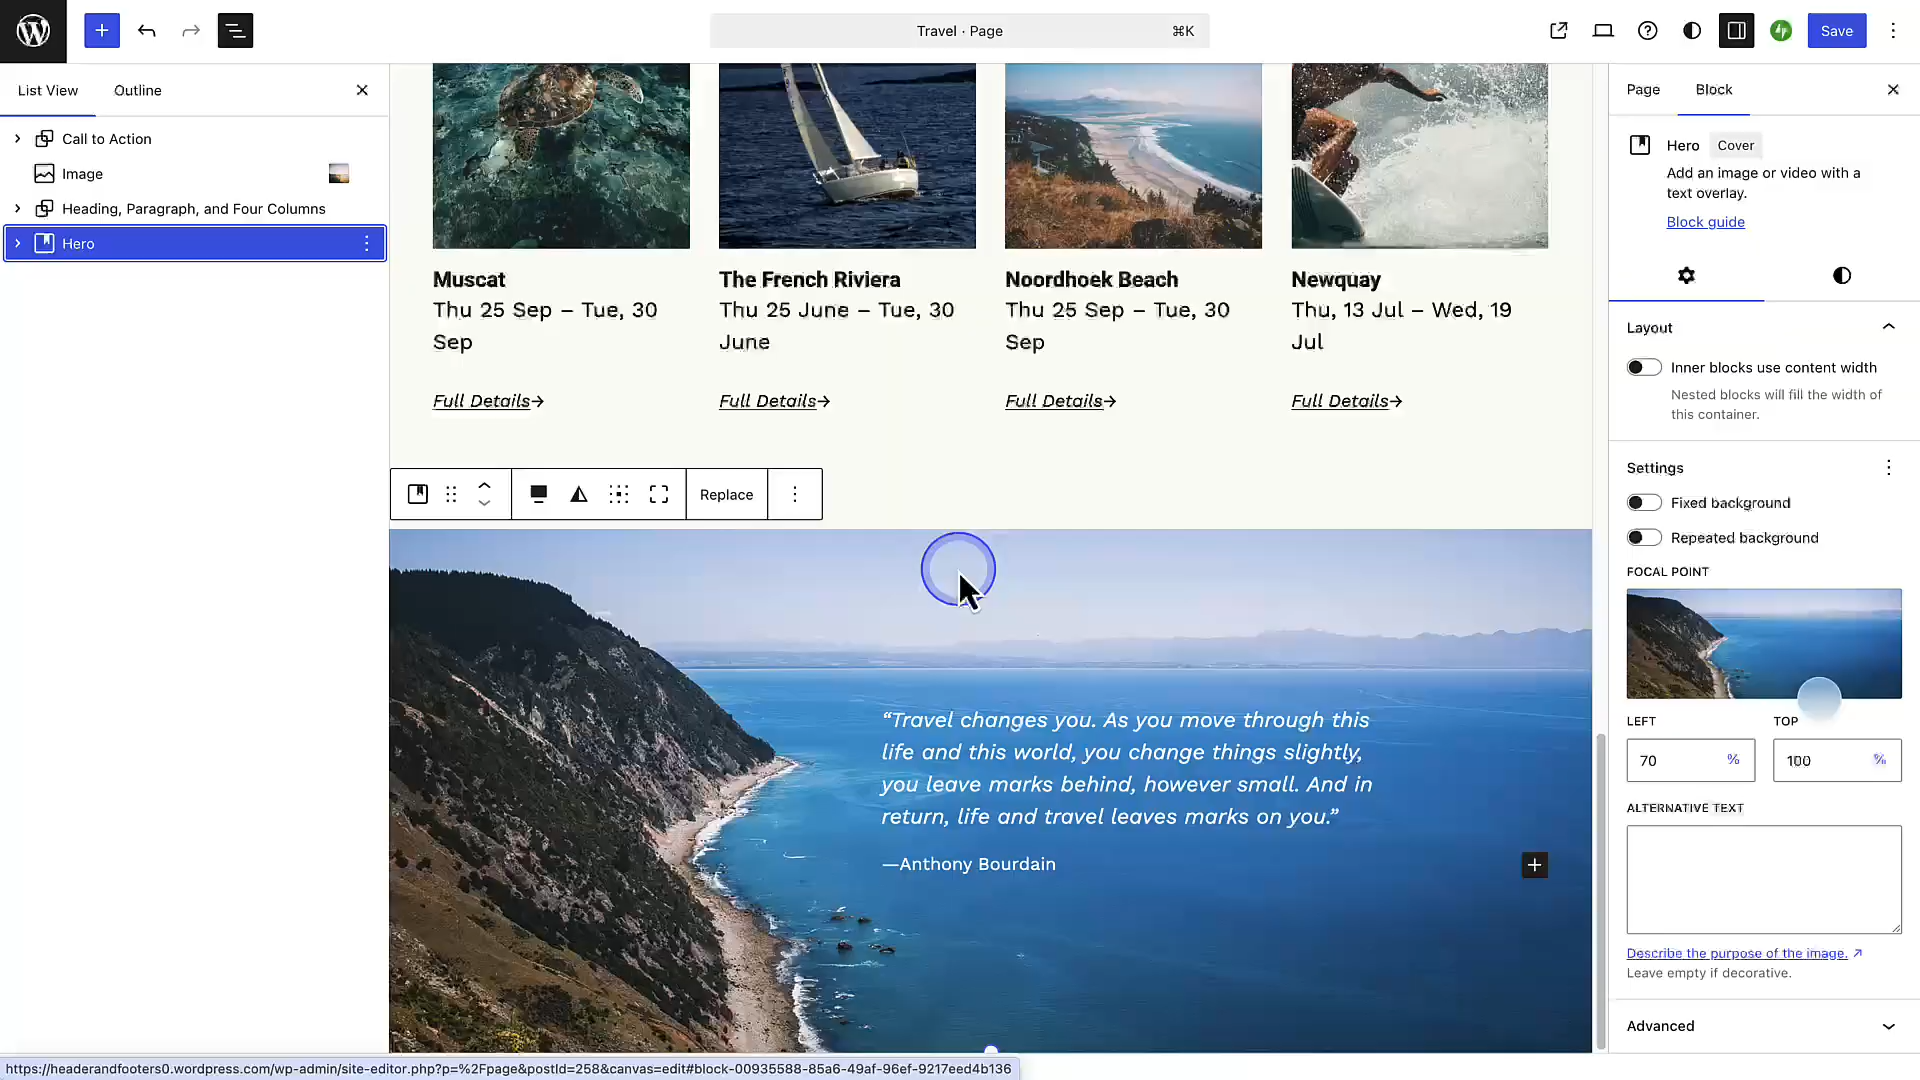 Travel · Page ⌘K
Save
List View Outline
Call to Action
Image
Heading, Paragraph, and Four Columns
Hero
Muscat
Thu 25 Sep – Tue, 30
Sep
Full Details→
The French Riviera
Thu 25 June – Tue, 30
June
Full Details→
Noordhoek Beach
Thu 25 Sep – Tue, 30
Sep
Full Details→
Newquay
Thu, 13 Jul – Wed, 19
Jul
Full Details→
Replace
“Travel changes you. As you move through this
life and this world, you change things slightly,
you leave marks behind, however small. And in
return, life and travel leaves marks on you.”
—Anthony Bourdain
Page Block
Hero Cover
Add an image or video with a
text overlay.
Block guide
Layout
Inner blocks use content width
Nested blocks will fill the width of
this container.
Settings
Fixed background
Repeated background
FOCAL POINT
LEFT TOP
70 % 100 %
ALTERNATIVE TEXT
Describe the purpose of the image. ↗
Leave empty if decorative.
Advanced
https://headerandfooters0.wordpress.com/wp-admin/site-editor.php?p=%2Fpage&postId=258&canvas=edit#block-00935588-85a6-49af-96ef-9217eed4b136